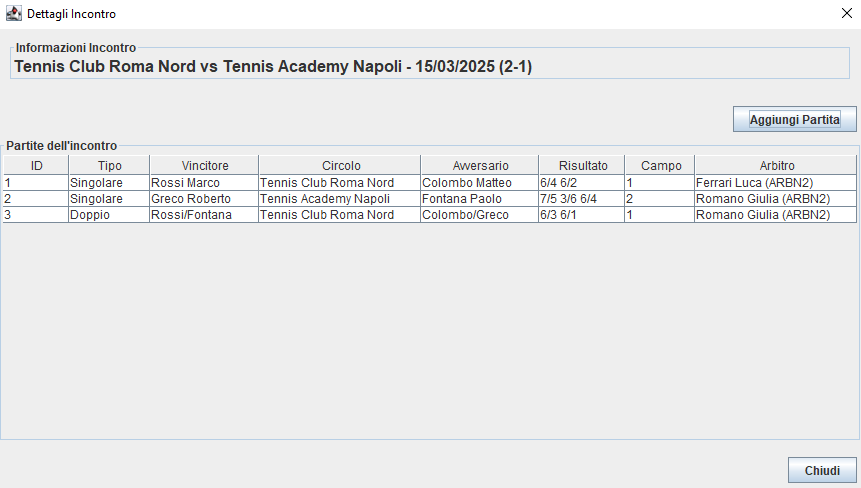 Dettagli Incontro
Informazioni Incontro
Tennis Club Roma Nord vs Tennis Academy Napoli - 15/03/2025 (2-1)
Aggiungi Partita
Partite dell'incontro
ID Tipo Vincitore Circolo Avversario Risultato Campo Arbitro
1 Singolare Rossi Marco Tennis Club Roma Nord Colombo Matteo 6/4 6/2 1 Ferrari Luca (ARBN2)
2 Singolare Greco Roberto Tennis Academy Napoli Fontana Paolo 7/5 3/6 6/4 2 Romano Giulia (ARBN2)
3 Doppio Rossi/Fontana Tennis Club Roma Nord Colombo/Greco 6/3 6/1 1 Romano Giulia (ARBN2)
Chiudi